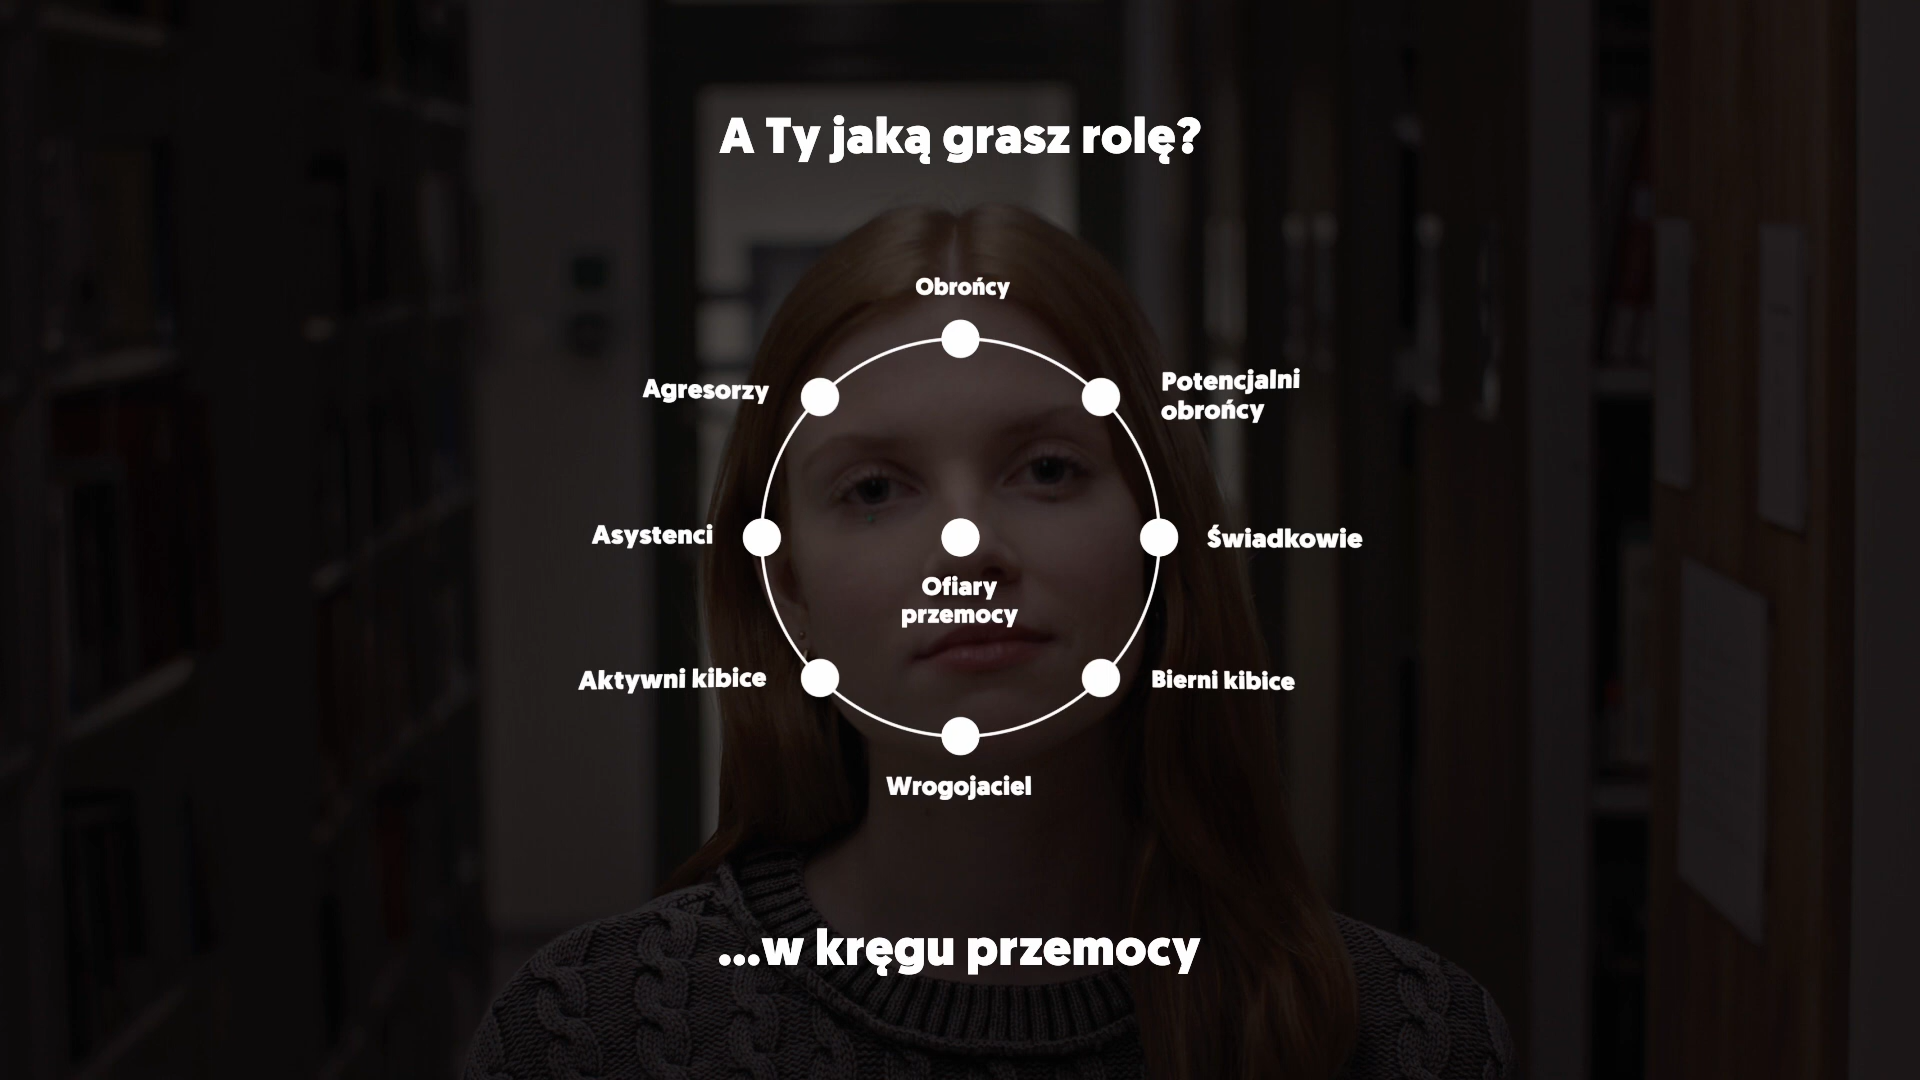 A Ty jaką grasz rolę?
Obrońcy
Agresorzy
Potencjalni
obrońcy
Asystenci
Świadkowie
Ofiary
przemocy
Aktywni kibice
Bierni kibice
Wrogojaciel
...w kręgu przemocy